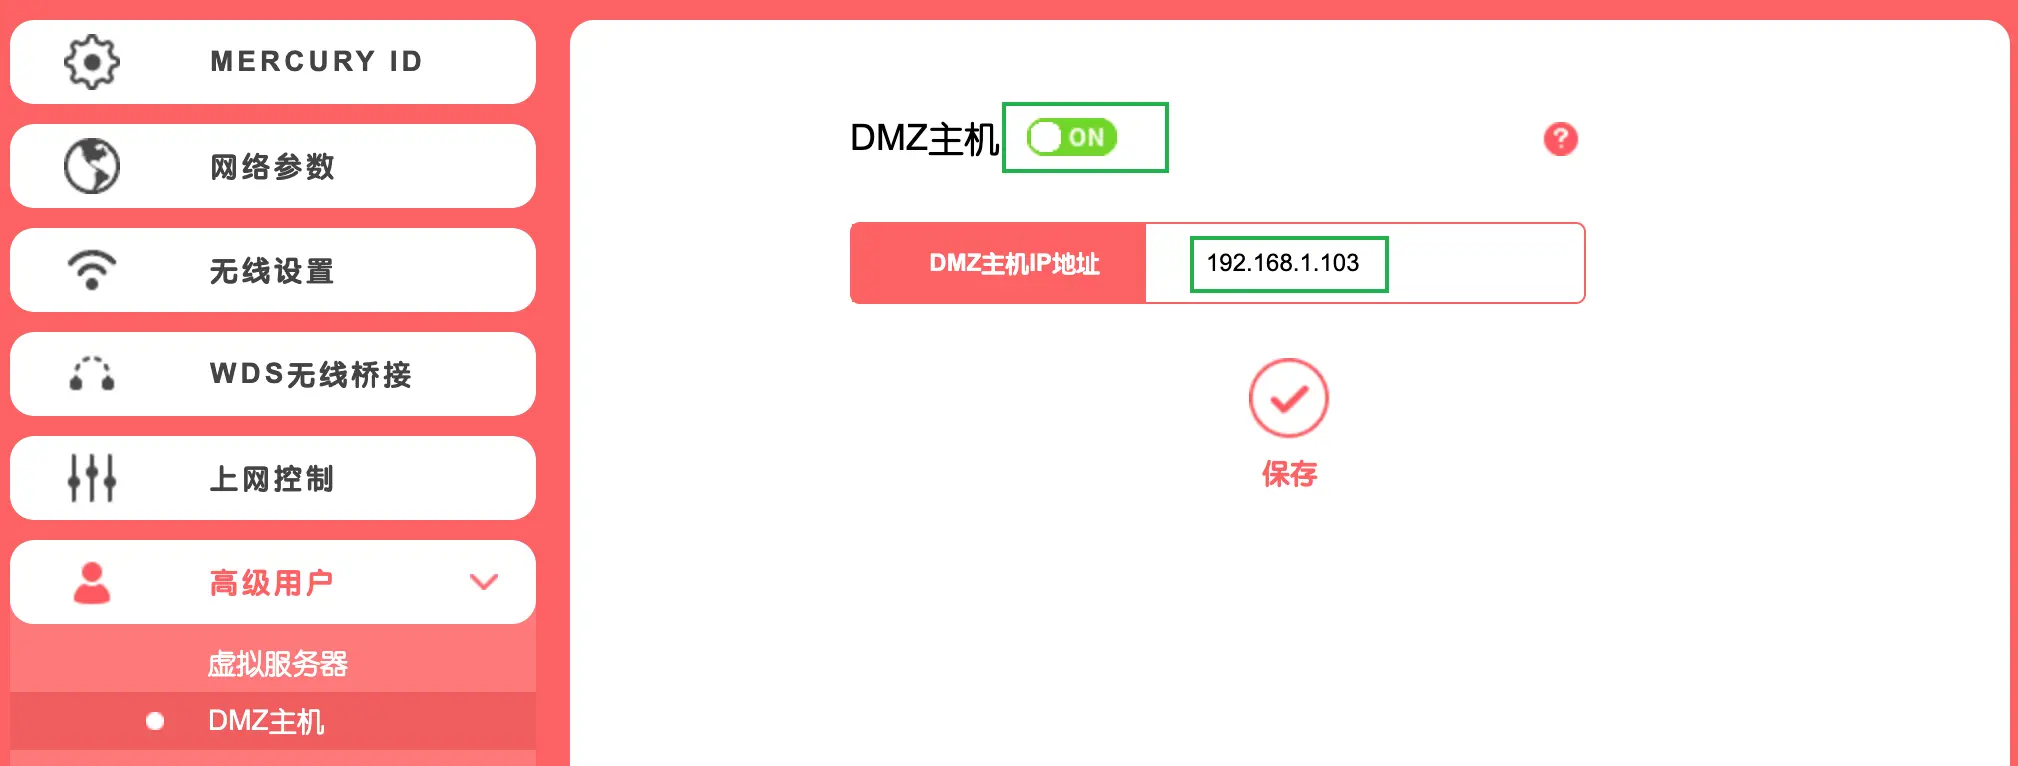 MERCURY ID
网络参数
无线设置
WDS无线桥接
上网控制
高级用户
虚拟服务器
DMZ主机
DMZ主机 ON
?
DMZ主机IP地址 192.168.1.103
保存